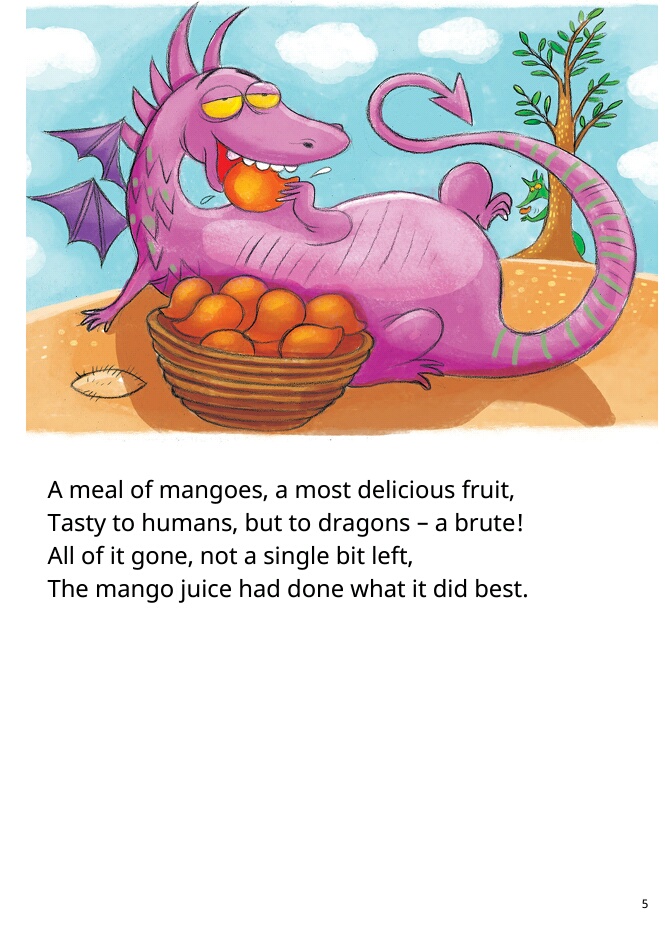 A meal of mangoes, a most delicious fruit,
Tasty to humans, but to dragons – a brute!
All of it gone, not a single bit left,
The mango juice had done what it did best.
5